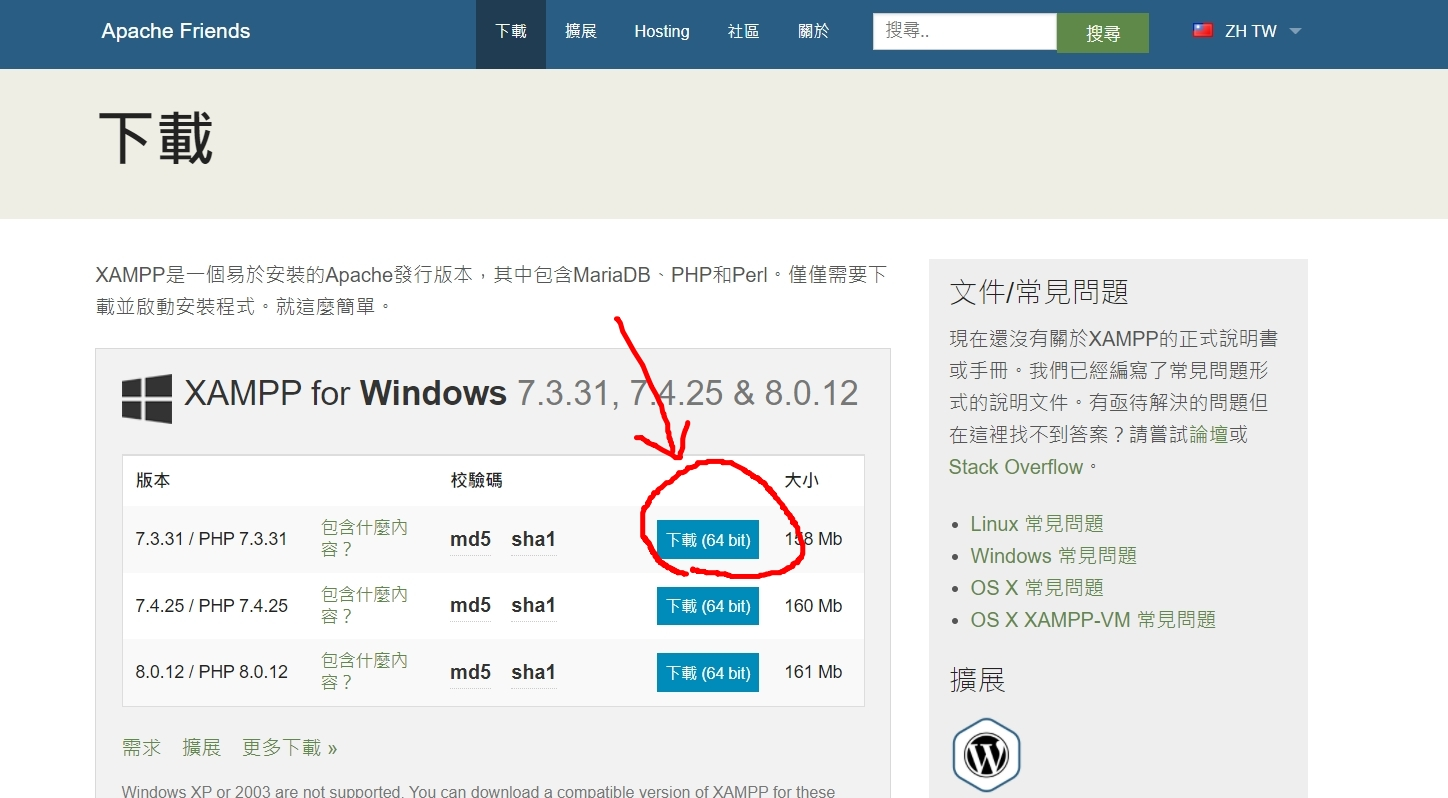 Apache Friends
下載
擴展
Hosting
社區
關於
搜尋..
搜尋
ZH TW
下載
XAMPP是一個易於安裝的Apache發行版本，其中包含MariaDB、PHP和Perl。僅僅需要下
載並啟動安裝程式。就這麼簡單。
XAMPP for Windows 7.3.31, 7.4.25 & 8.0.12
版本 校驗碼 大小
7.3.31 / PHP 7.3.31 包含什麼內 md5 sha1 下載 (64 bit) 158 Mb
容？
7.4.25 / PHP 7.4.25 包含什麼內 md5 sha1 下載 (64 bit) 160 Mb
容？
8.0.12 / PHP 8.0.12 包含什麼內 md5 sha1 下載 (64 bit) 161 Mb
容？
需求 擴展 更多下載 »
Windows XP or 2003 are not supported. You can download a compatible version of XAMPP for these
文件/常見問題
現在還沒有關於XAMPP的正式說明書
或手冊。我們已經編寫了常見問題形
式的說明文件。有亟待解決的問題但
在這裡找不到答案？請嘗試論壇或
Stack Overflow。
Linux 常見問題
Windows 常見問題
OS X 常見問題
OS X XAMPP-VM 常見問題
擴展